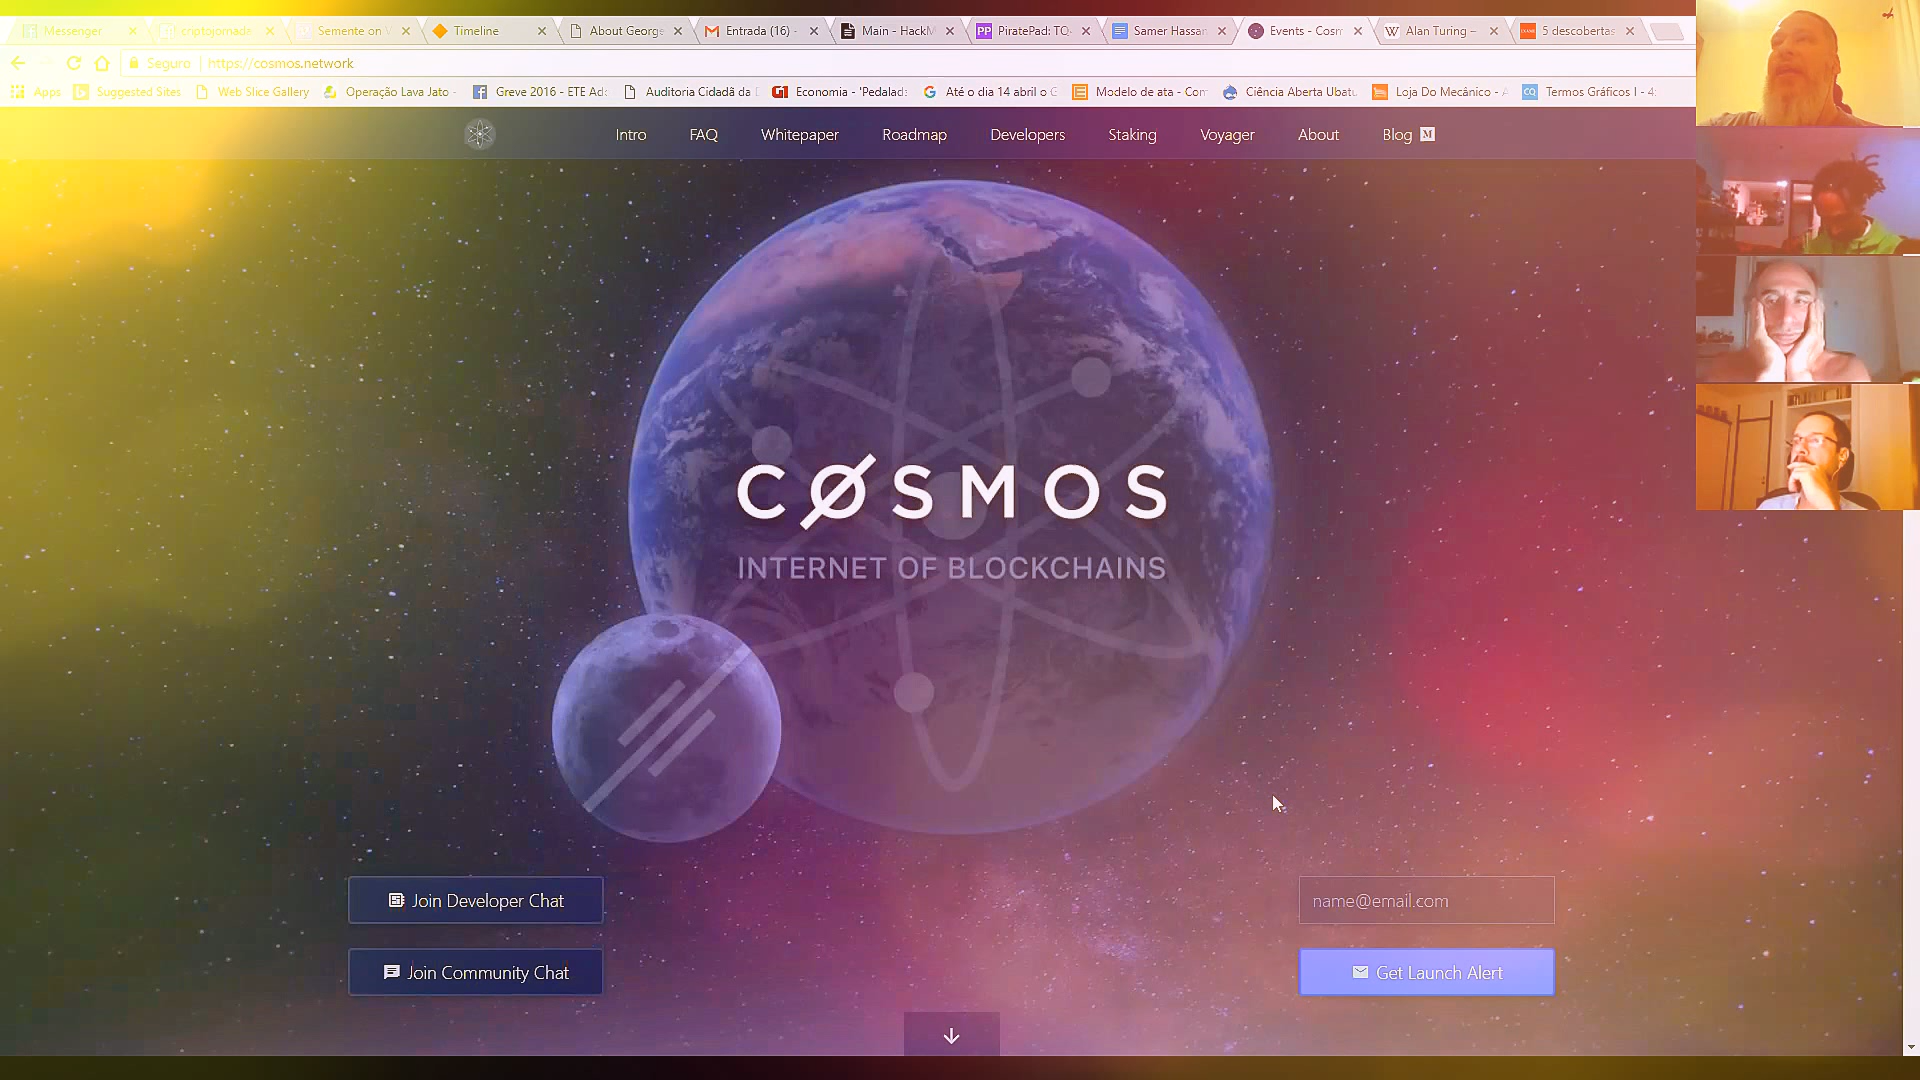 Messenger
criptojornada
Semente on V
Timeline
About George
Entrada (16) -
Main - HackM
PiratePad: TQ-
Samer Hassan
Events - Cosm
Alan Turing –
5 descobertas
Seguro
https://cosmos.network
Apps
Suggested Sites
Web Slice Gallery
Operação Lava Jato -
Greve 2016 - ETE Ad
Auditoria Cidadã da
Economia - 'Pedalad
Até o dia 14 abril o
Modelo de ata - Com
Ciência Aberta Ubatu
Loja Do Mecânico -
Termos Gráficos I - 4:
Intro
FAQ
Whitepaper
Roadmap
Developers
Staking
Voyager
About
Blog M
CØSMOS
INTERNET OF BLOCKCHAINS
Join Developer Chat
name@email.com
Join Community Chat
Get Launch Alert